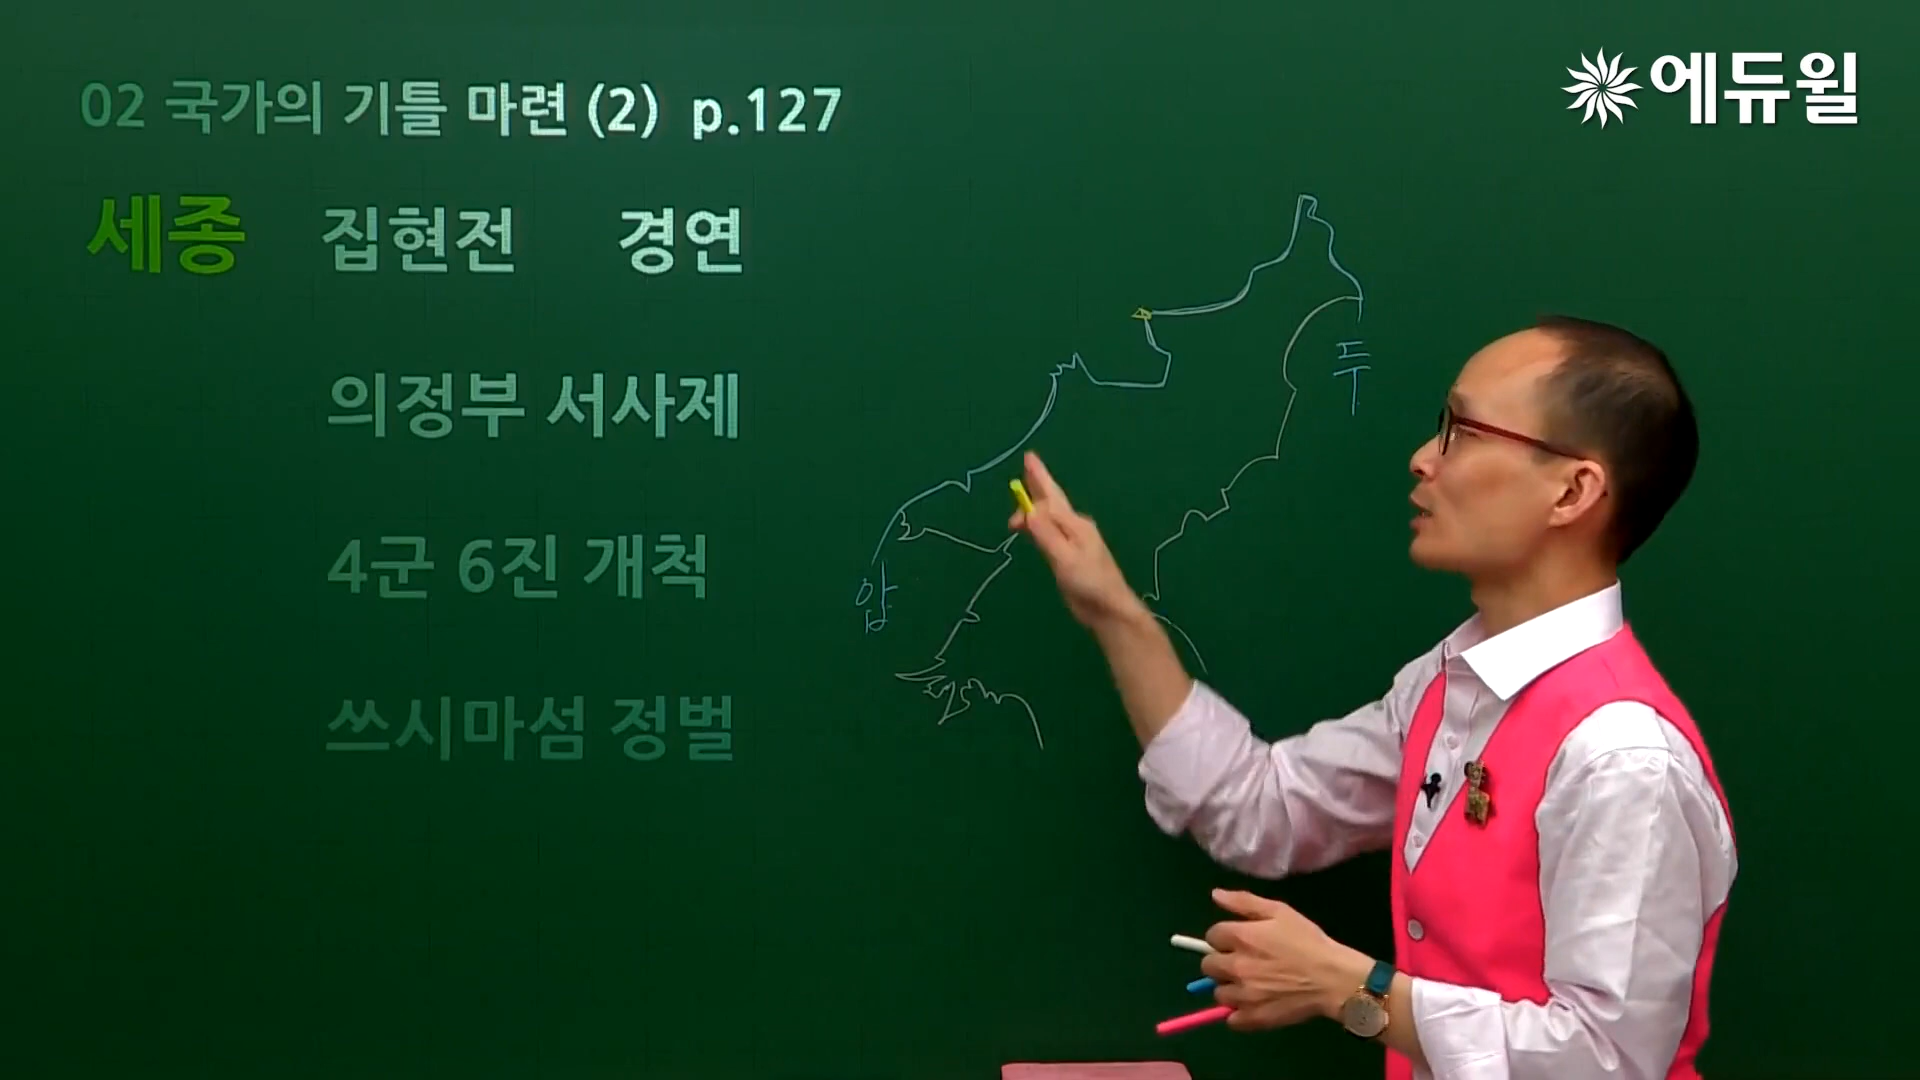 02 국가의 기틀 마련 (2) p.127
에듀윌
세종 집현전 경연
의정부 서사제
4군 6진 개척
쓰시마섬 정벌
두
압